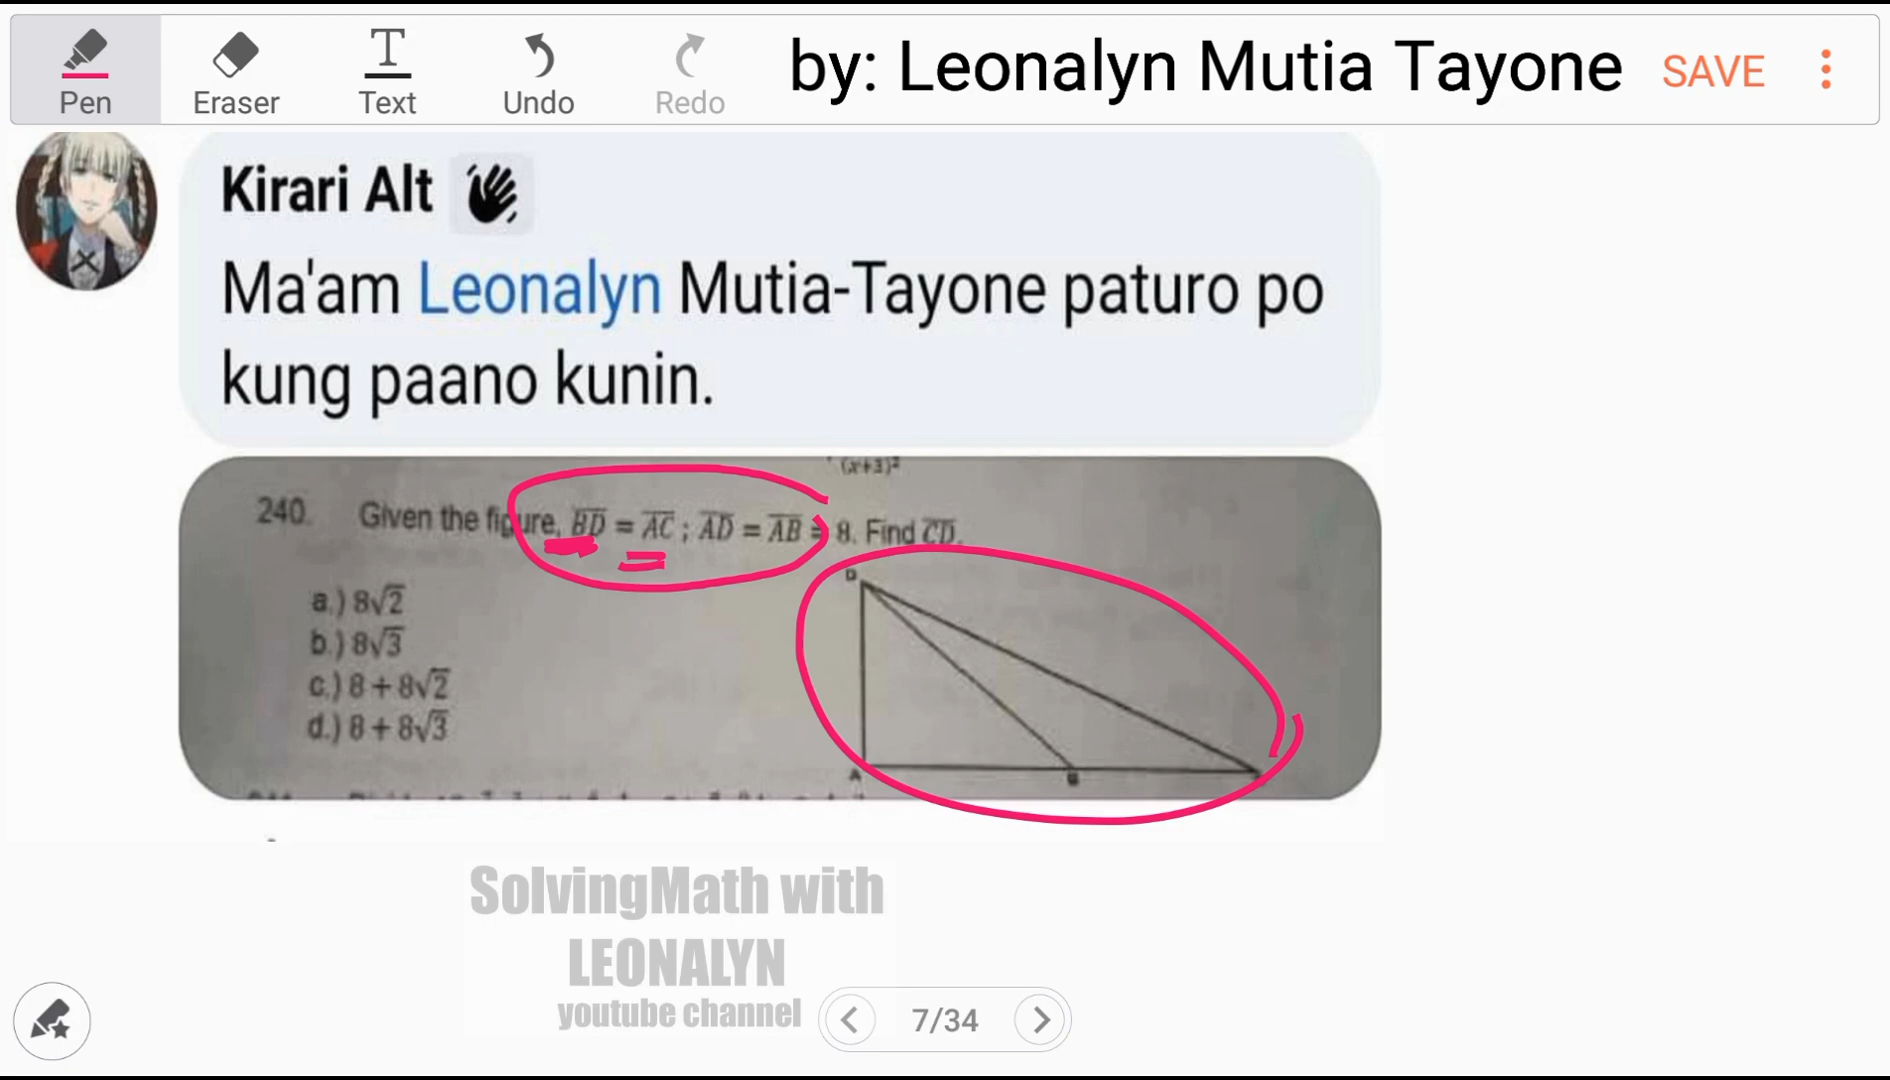 Pen
Eraser
Text
Undo
Redo
by: Leonalyn Mutia Tayone
SAVE
Kirari Alt
Ma'am Leonalyn Mutia-Tayone paturo po
kung paano kunin.
(x+3)²
240. Given the figure, BD = AC ; AD = AB = 8. Find CD.
a.) 8√2
b.) 8√3
c.) 8 + 8√2
d.) 8 + 8√3
D
A
B
SolvingMath with
LEONALYN
youtube channel
7/34